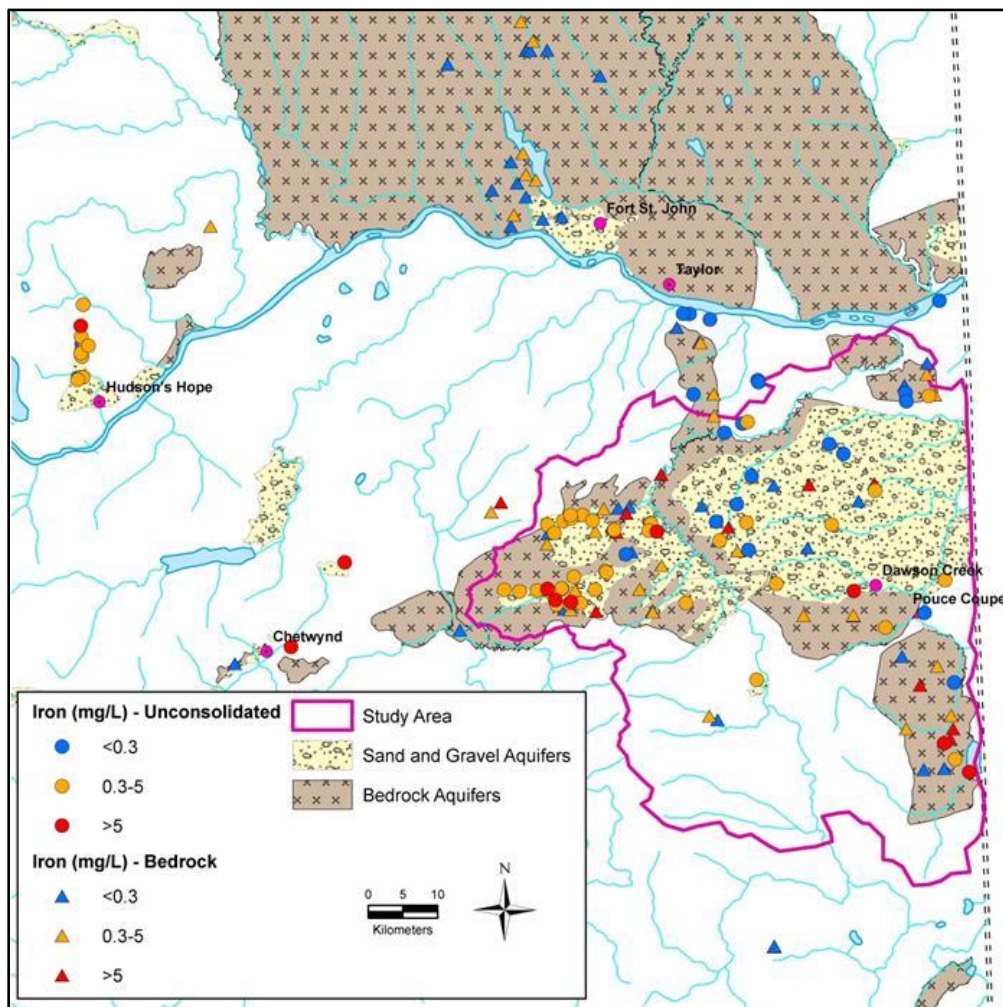 Fort St. John
Taylor
Hudson's Hope
Dawson Creek
Pouce Coupe
Chetwynd
Iron (mg/L) - Unconsolidated
<0.3
0.3-5
>5
Iron (mg/L) - Bedrock
<0.3
0.3-5
>5
Study Area
Sand and Gravel Aquifers
Bedrock Aquifers
0 5 10
Kilometers
N